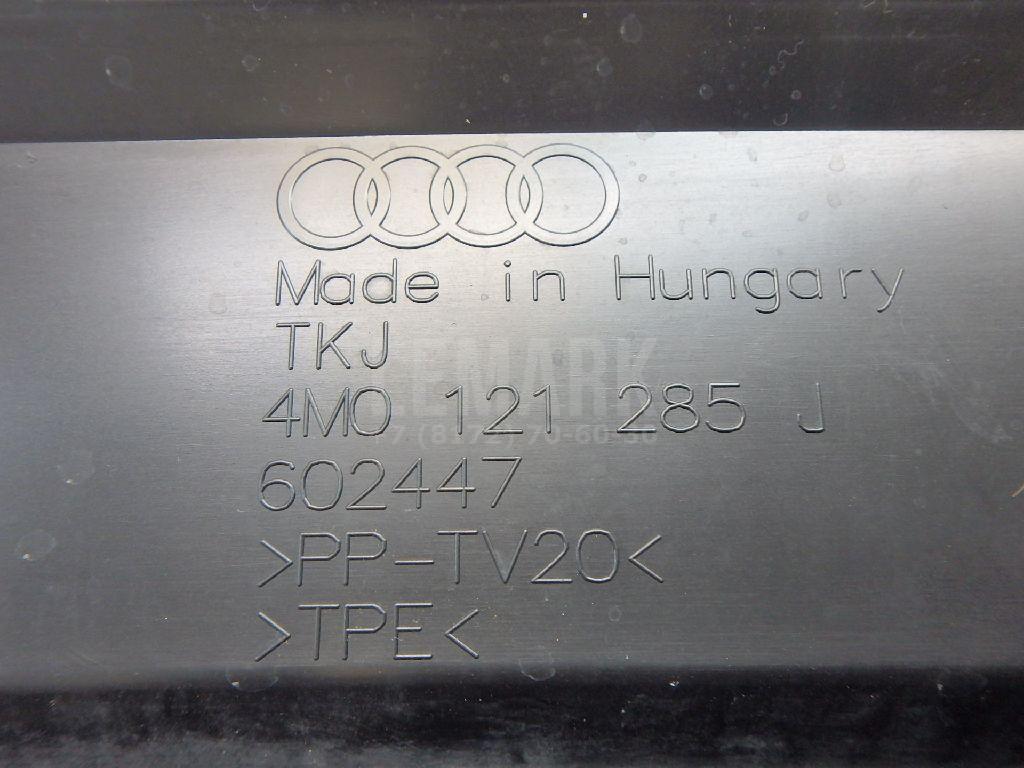 Made in Hungary
TKJ
4M0 121 285 J
602447
>PP-TV20<
>TPE<